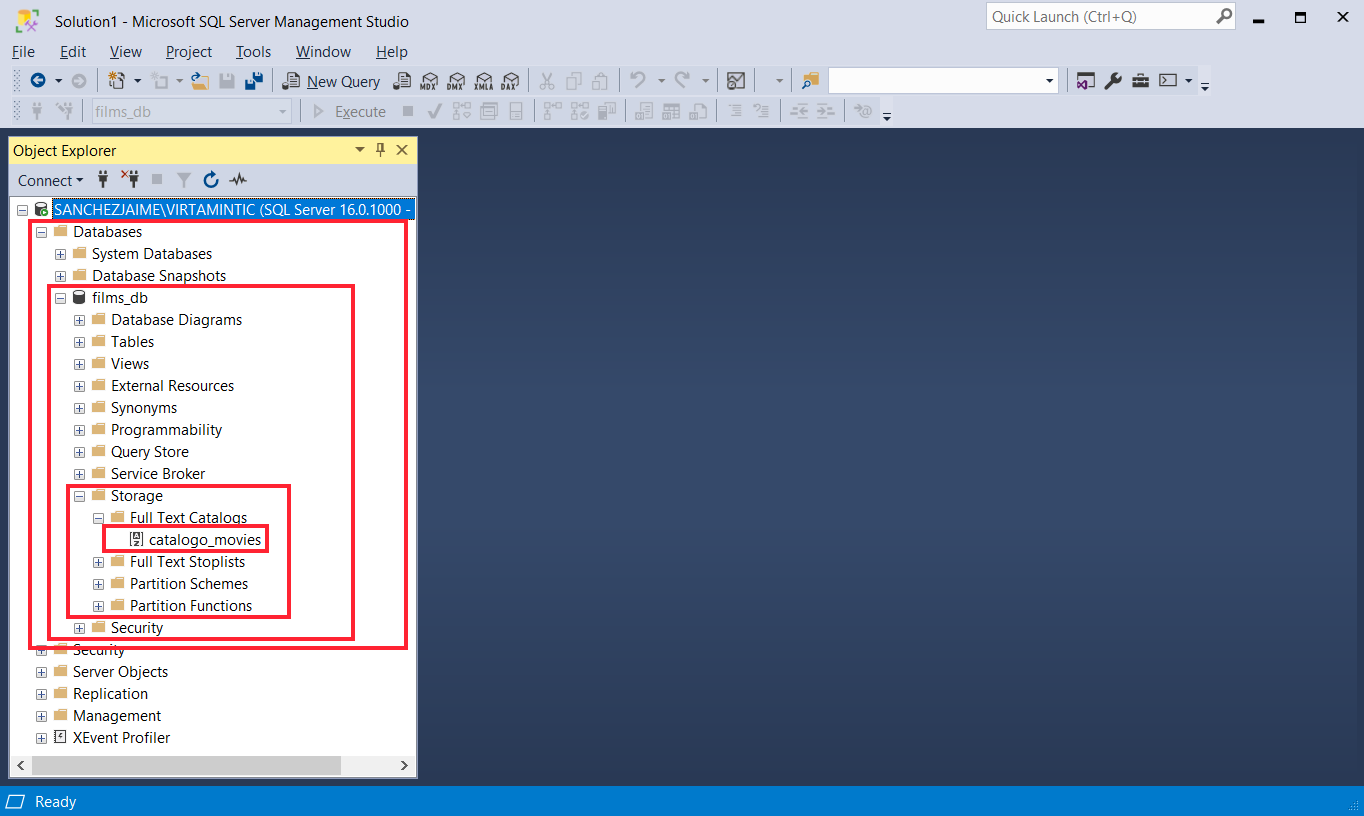 Solution1 - Microsoft SQL Server Management Studio
Quick Launch (Ctrl+Q)
File Edit View Project Tools Window Help
New Query MDX DMX XMLA DAX
films_db Execute
Object Explorer
Connect
SANCHEZJAIME\VIRTAMINTIC (SQL Server 16.0.1000 -
Databases
System Databases
Database Snapshots
films_db
Database Diagrams
Tables
Views
External Resources
Synonyms
Programmability
Query Store
Service Broker
Storage
Full Text Catalogs
catalogo_movies
Full Text Stoplists
Partition Schemes
Partition Functions
Security
Security
Server Objects
Replication
Management
XEvent Profiler
Ready